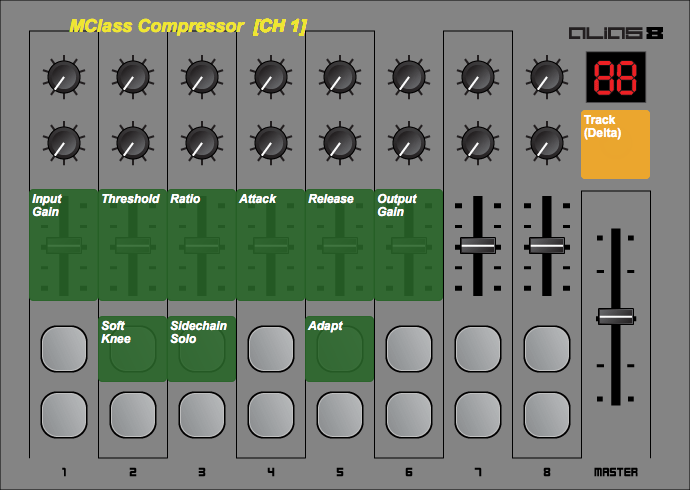 MClass Compressor [CH 1]
alias 8
88
Track
(Delta)
Input
Gain
Threshold
Ratio
Attack
Release
Output
Gain
Soft
Knee
Sidechain
Solo
Adapt
1 2 3 4 5 6 7 8 MASTER